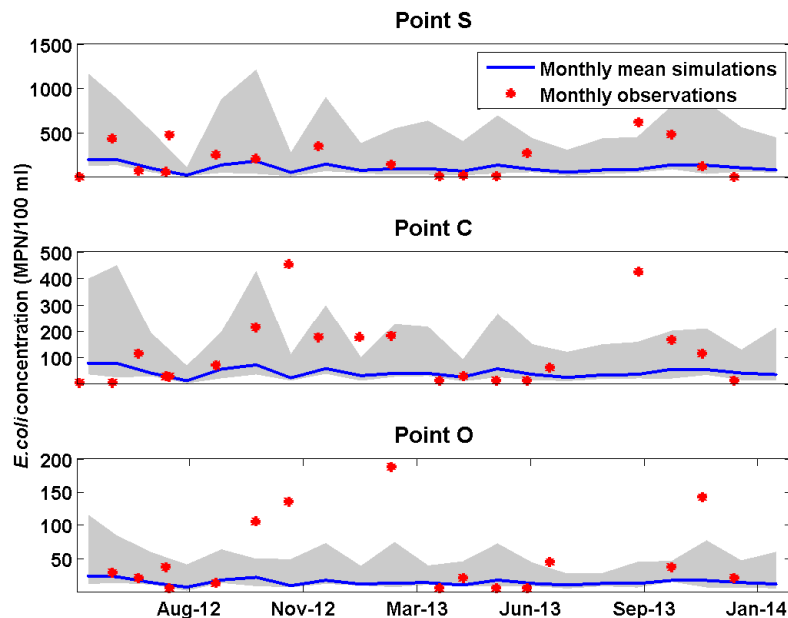 Point S
1500
1000
500
Monthly mean simulations
Monthly observations
Point C
500
400
300
200
100
E.coli concentration (MPN/100 ml)
Point O
200
150
100
50
Aug-12 Nov-12 Mar-13 Jun-13 Sep-13 Jan-14